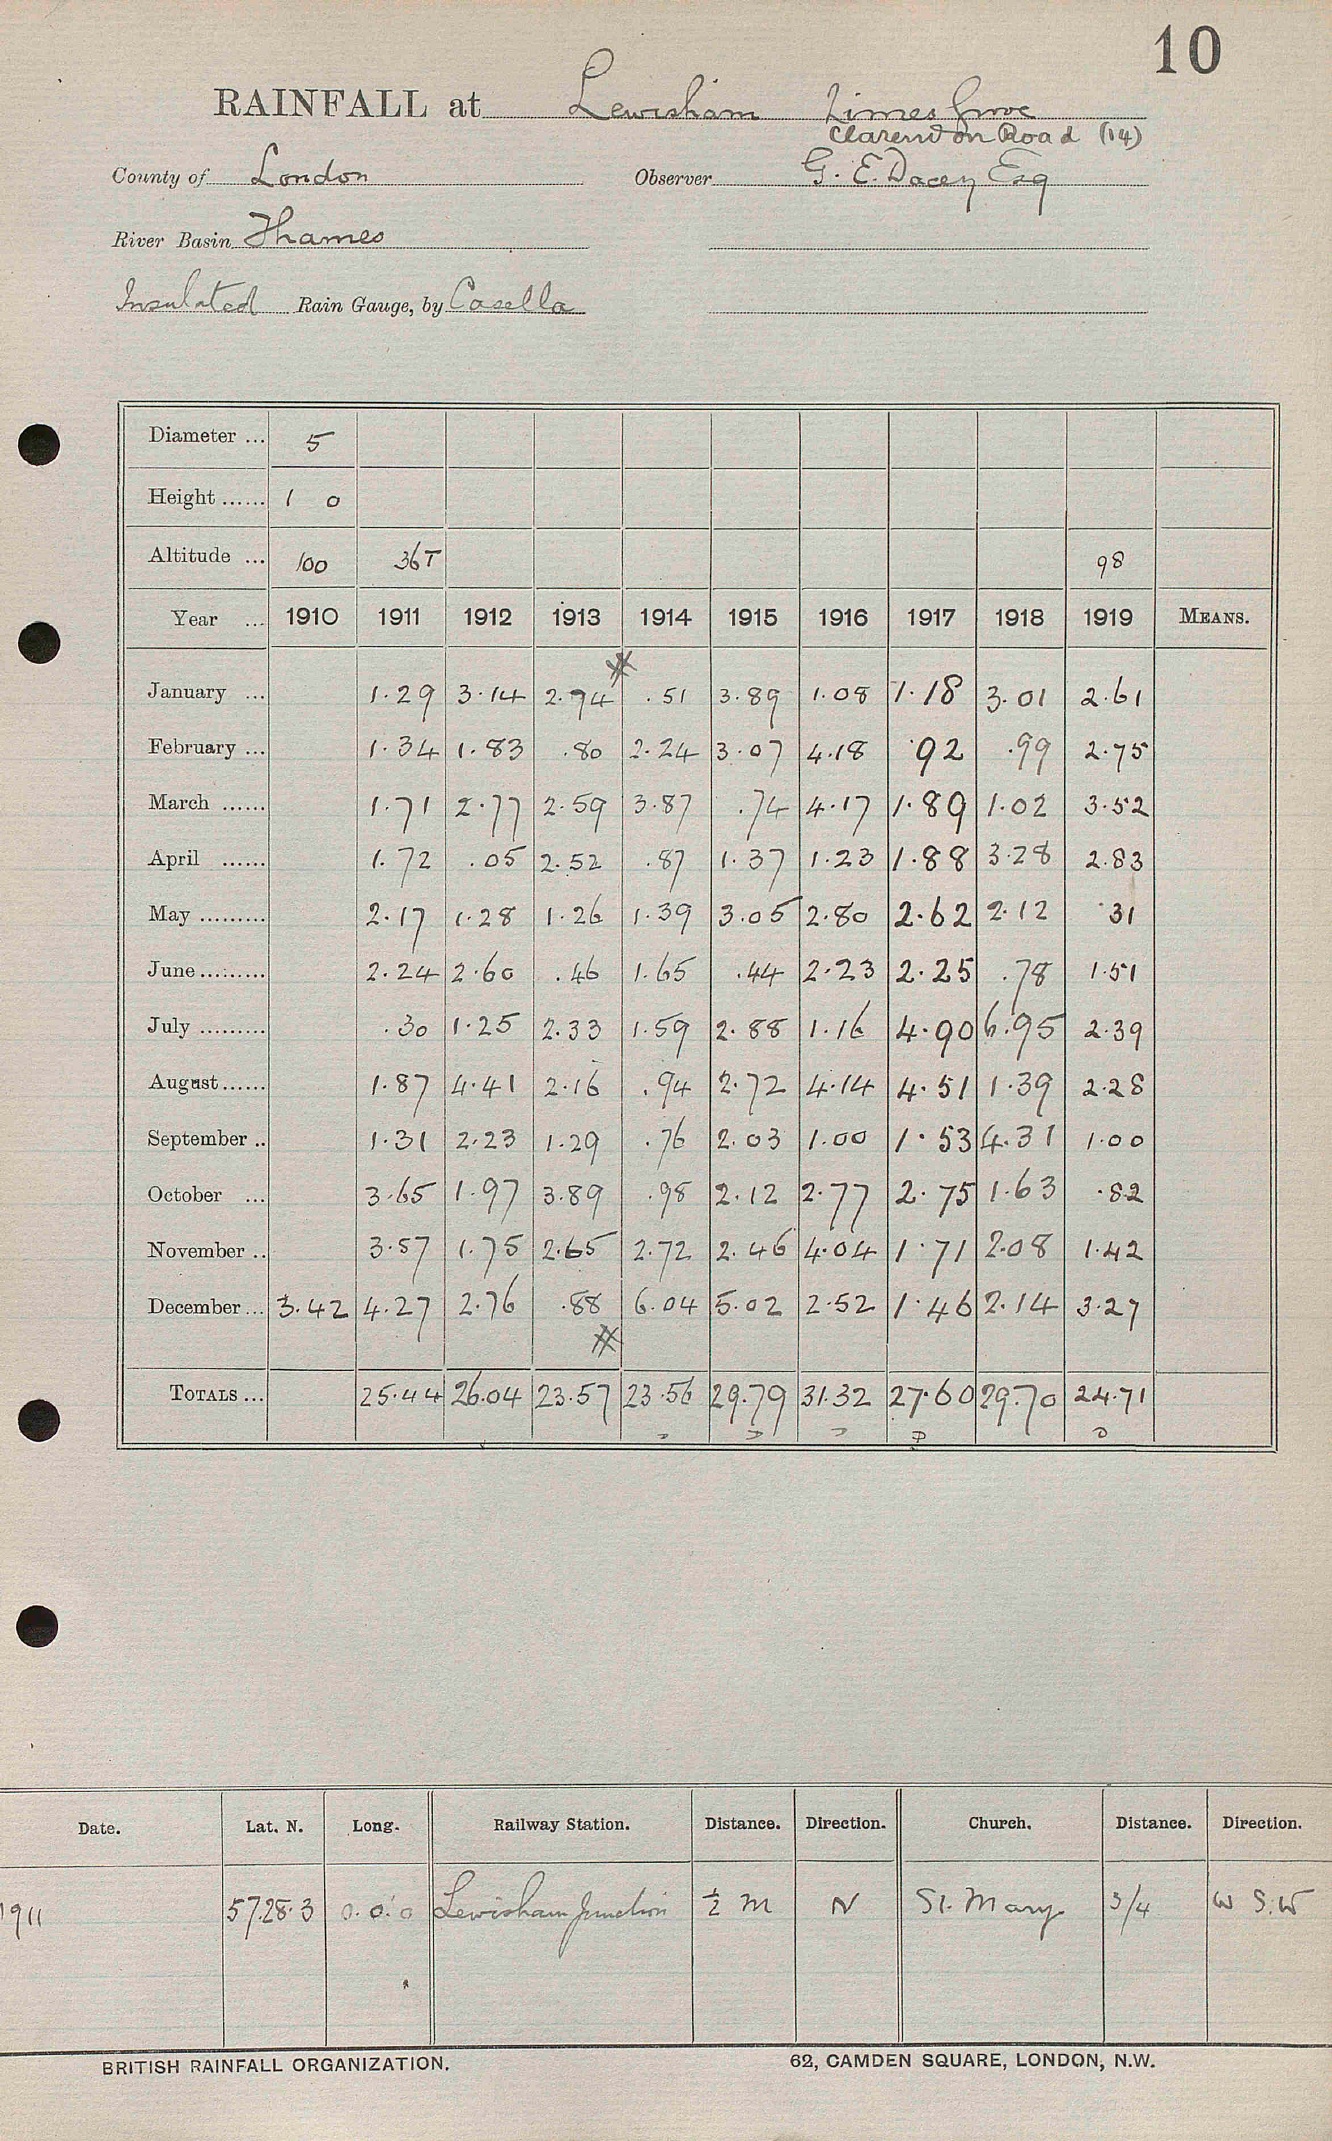 10
RAINFALL at Lewisham Limes Grove
Clarendon Road (14)
County of London Observer G. E. Dacey Esq
River Basin Thames
Insulated Rain Gauge, by Casella
Diameter ... 5
Height ...... 1 0
Altitude ... 100 36T 98
Year ... 1910 1911 1912 1913 1914 1915 1916 1917 1918 1919 MEANS.
January ... 1.29 3.14 2.74 .51 3.89 1.08 1.18 3.01 2.61
February ... 1.34 1.83 .80 2.24 3.07 4.18 .92 .99 2.75
March ...... 1.71 2.77 2.59 3.87 .74 4.17 1.89 1.02 3.52
April ...... 1.72 .05 2.52 .87 1.37 1.23 1.88 3.28 2.83
May ......... 2.17 1.28 1.26 1.39 3.05 2.80 2.62 2.12 .31
June ......... 2.24 2.60 .46 1.65 .44 2.23 2.25 .78 1.51
July ......... .30 1.25 2.33 1.59 2.88 1.16 4.90 6.95 2.39
August ...... 1.87 4.41 2.16 .94 2.72 4.14 4.51 1.39 2.28
September .. 1.31 2.23 1.29 .76 2.03 1.00 1.53 4.31 1.00
October ... 3.65 1.97 3.89 .98 2.12 2.77 2.75 1.63 .82
November .. 3.57 1.75 2.65 2.72 2.46 4.04 1.71 2.08 1.42
December ... 3.42 4.27 2.76 .88 6.04 5.02 2.52 1.46 2.14 3.27
TOTALS ... 25.44 26.04 23.57 23.56 29.79 31.32 27.60 29.70 24.71
Date. Lat. N. Long. Railway Station. Distance. Direction. Church. Distance. Direction.
1911 57.28.3 0.0.0 Lewisham Junction ½ m N St. Mary 3/4 W S.W
BRITISH RAINFALL ORGANIZATION. 62, CAMDEN SQUARE, LONDON, N.W.